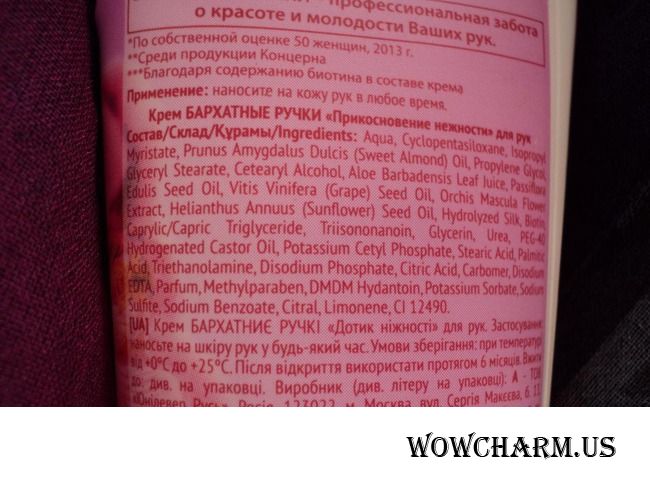 профессиональная забота
о красоте и молодости Ваших рук.
*По собственной оценке 50 женщин, 2013 г.
**Среди продукции Концерна
***Благодаря содержанию биотина в составе крема
Применение: наносите на кожу рук в любое время.
Крем БАРХАТНЫЕ РУЧКИ «Прикосновение нежности» для рук
Состав/Склад/Құрамы/Ingredients: Aqua, Cyclopentasiloxane, Isopropyl
Myristate, Prunus Amygdalus Dulcis (Sweet Almond) Oil, Propylene Glycol,
Glyceryl Stearate, Cetearyl Alcohol, Aloe Barbadensis Leaf Juice, Passiflora
Edulis Seed Oil, Vitis Vinifera (Grape) Seed Oil, Orchis Mascula Flower
Extract, Helianthus Annuus (Sunflower) Seed Oil, Hydrolyzed Silk, Biotin,
Caprylic/Capric Triglyceride, Triisononanoin, Glycerin, Urea, PEG-40
Hydrogenated Castor Oil, Potassium Cetyl Phosphate, Stearic Acid, Palmitic
Acid, Triethanolamine, Disodium Phosphate, Citric Acid, Carbomer, Disodium
EDTA, Parfum, Methylparaben, DMDM Hydantoin, Potassium Sorbate, Sodium
Sulfite, Sodium Benzoate, Citral, Limonene, CI 12490.
[UA] Крем БАРХАТНИЕ РУЧКІ «Дотик ніжності» для рук. Застосування:
наносьте на шкіру рук у будь-який час. Умови зберігання: при температурі
від +0°C до +25°C. Після відкриття використати протягом 6 місяців. Вжити
до: див. на упаковці. Виробник (див. літеру на упаковці): А - ТОВ
«Юнілевер Русь», Росія, 123022, м. Москва, вул. Сергія Макеєва, б. 13
WOWCHARM.US